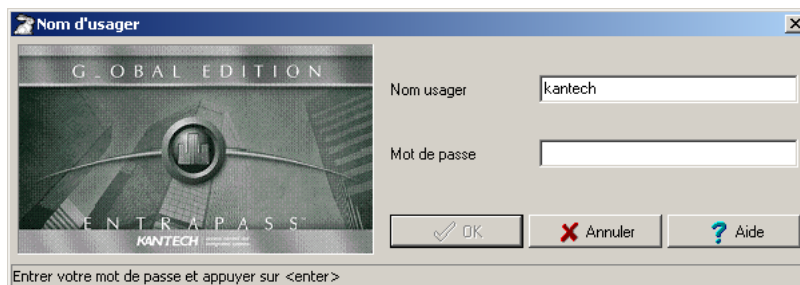 Nom d'usager
GLOBAL EDITION
Nom usager
kantech
Mot de passe
ENTRAPASS
KANTECH
OK
Annuler
Aide
Entrer votre mot de passe et appuyer sur <enter>